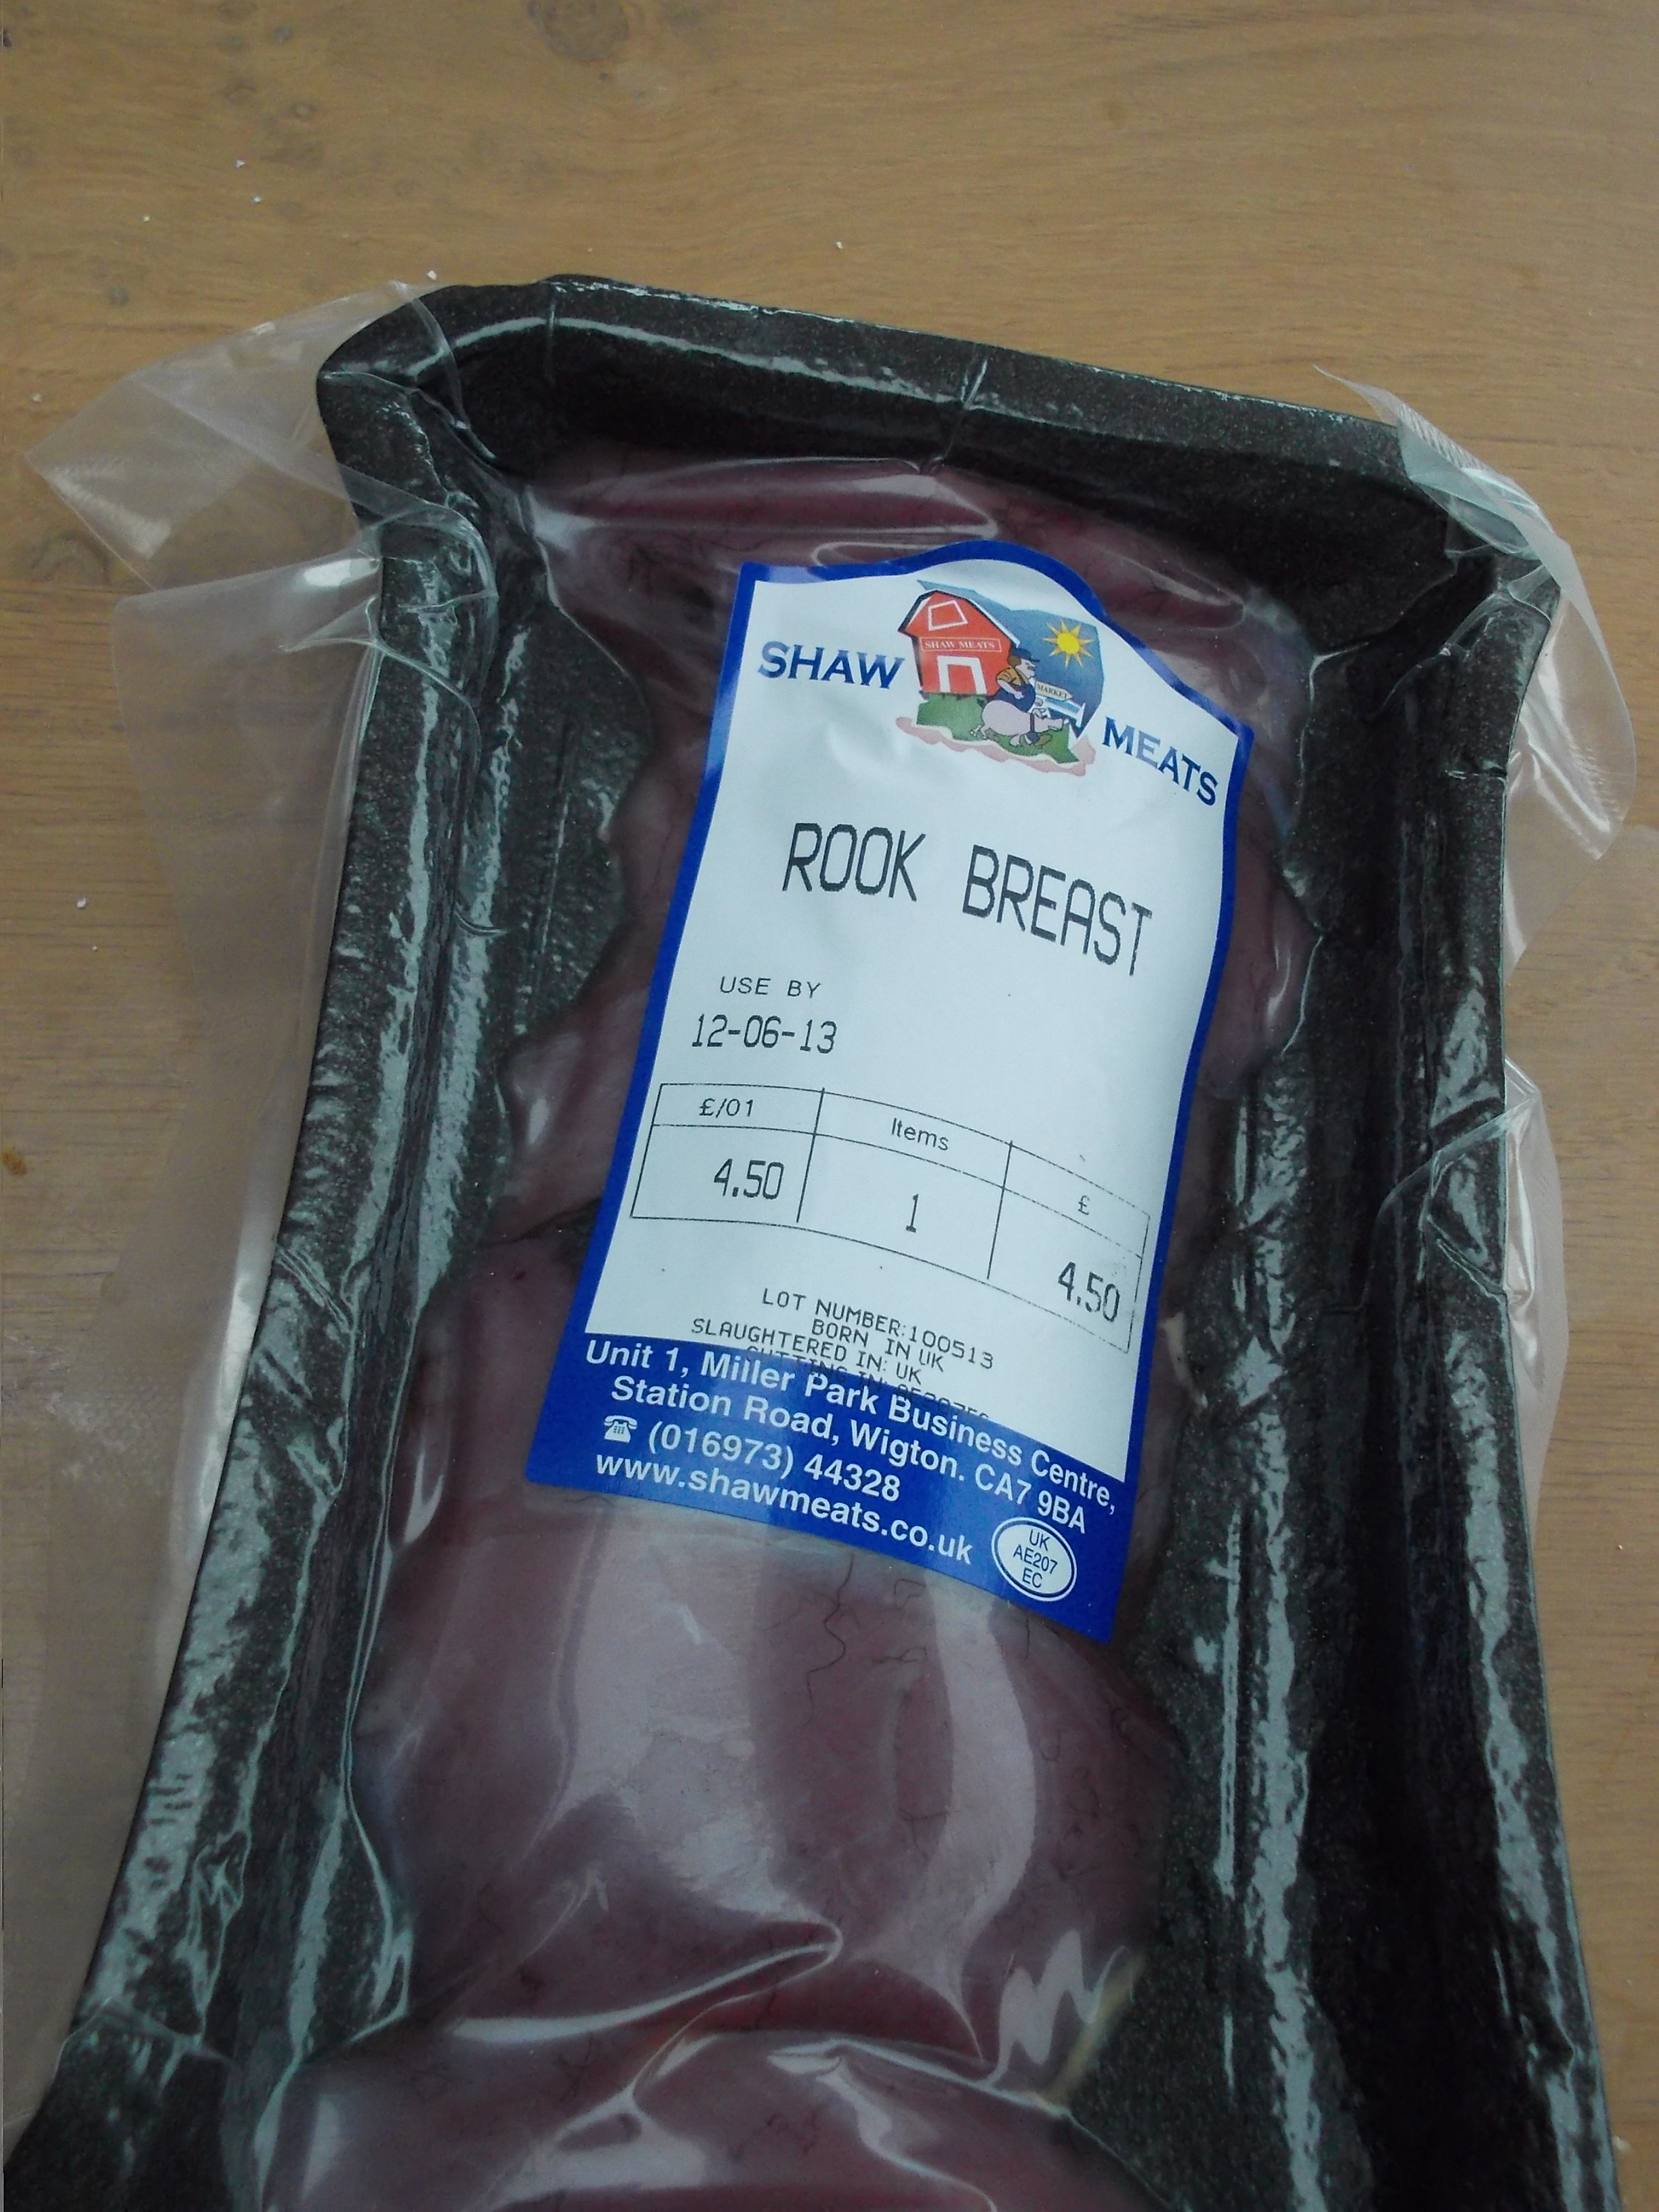 SHAW MEATS
SHAW MEATS
MARKET
ROOK BREAST
USE BY
12-06-13
£/01 Items £
4.50 1 4.50
LOT NUMBER:100513
BORN IN UK
SLAUGHTERED IN: UK
CUTTING IN:
Unit 1, Miller Park Business Centre,
Station Road, Wigton. CA7 9BA
☎ (016973) 44328
www.shawmeats.co.uk
UK
AE207
EC